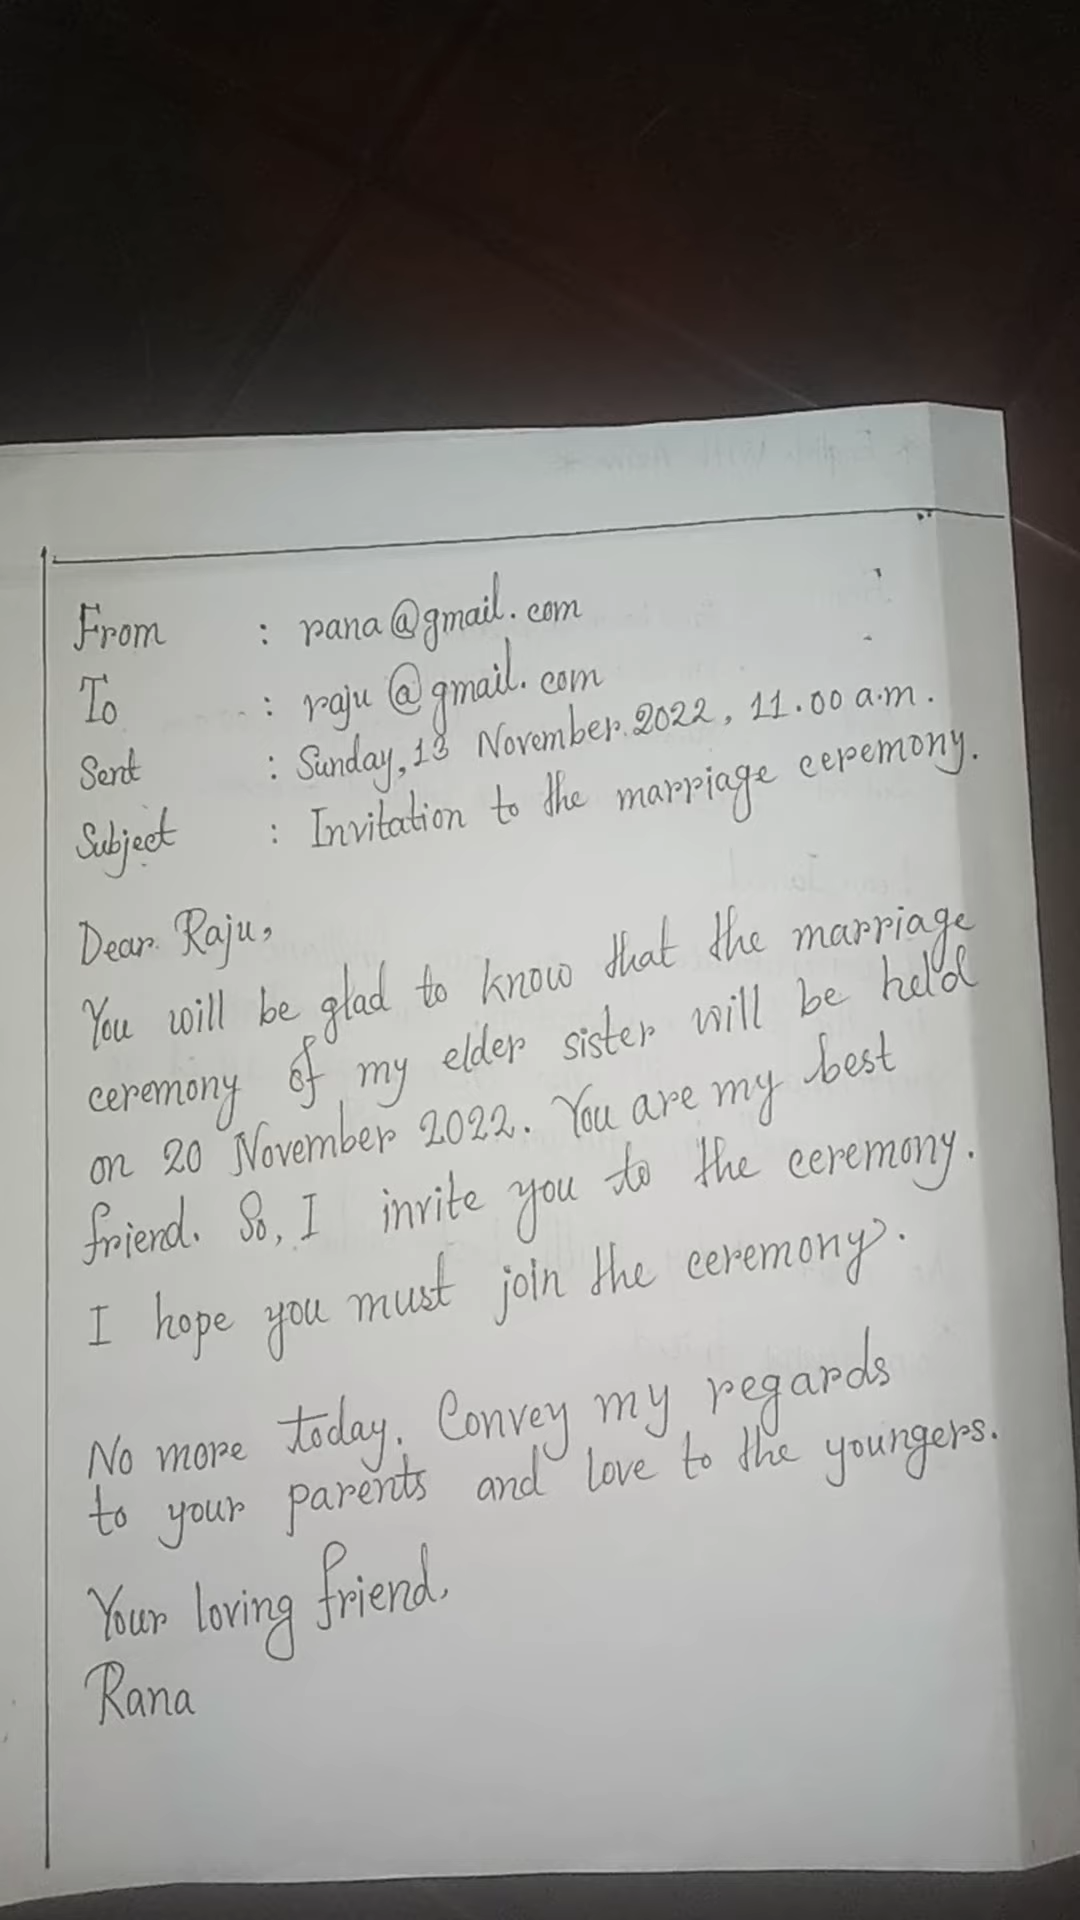 From : rana@gmail.com
To : raju@gmail.com
Sent : Sunday, 13 November 2022, 11.00 a.m.
Subject : Invitation to the marriage ceremony.
Dear Raju,
You will be glad to know that the marriage
ceremony of my elder sister will be held
on 20 November 2022. You are my best
friend. So, I invite you to the ceremony.
I hope you must join the ceremony.
No more today. Convey my regards
to your parents and love to the youngers.
Your loving friend,
Rana